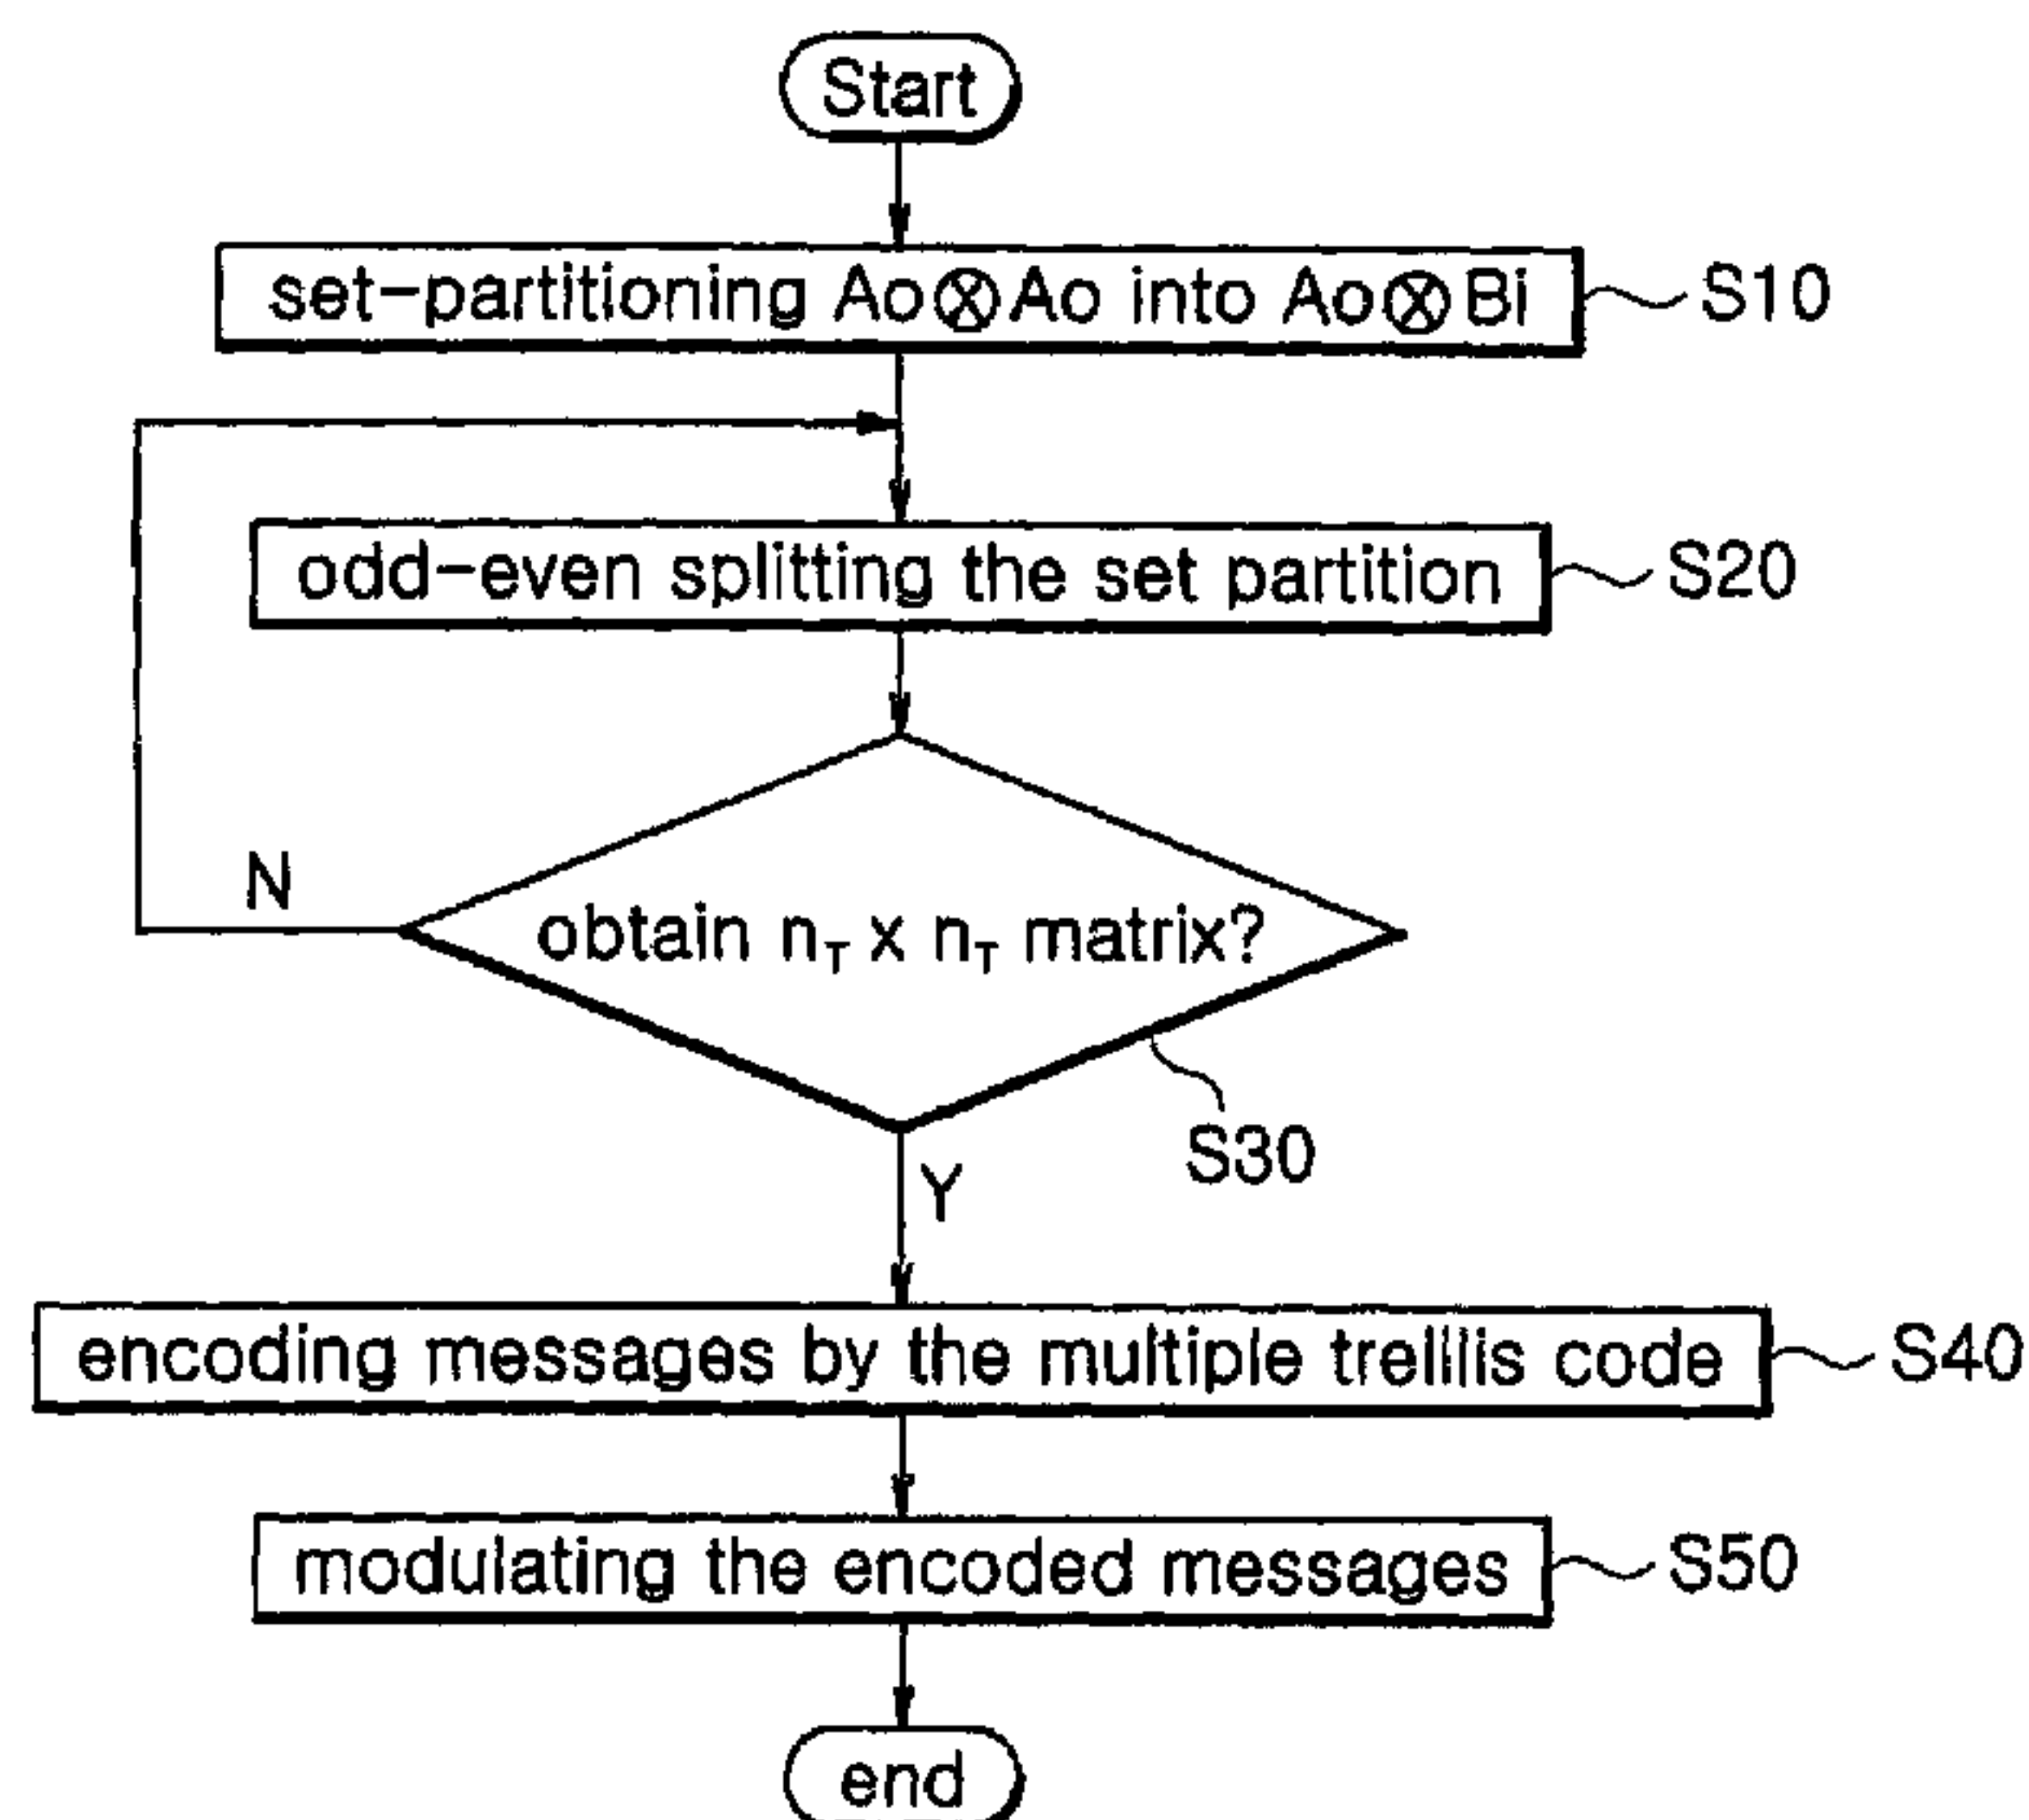 Start
set-partitioning Ao⊗Ao into Ao⊗Bi
S10
odd-even splitting the set partition
S20
N
obtain nT x nT matrix?
S30
Y
encoding messages by the multiple trelllis code
S40
modulating the encoded messages
S50
end